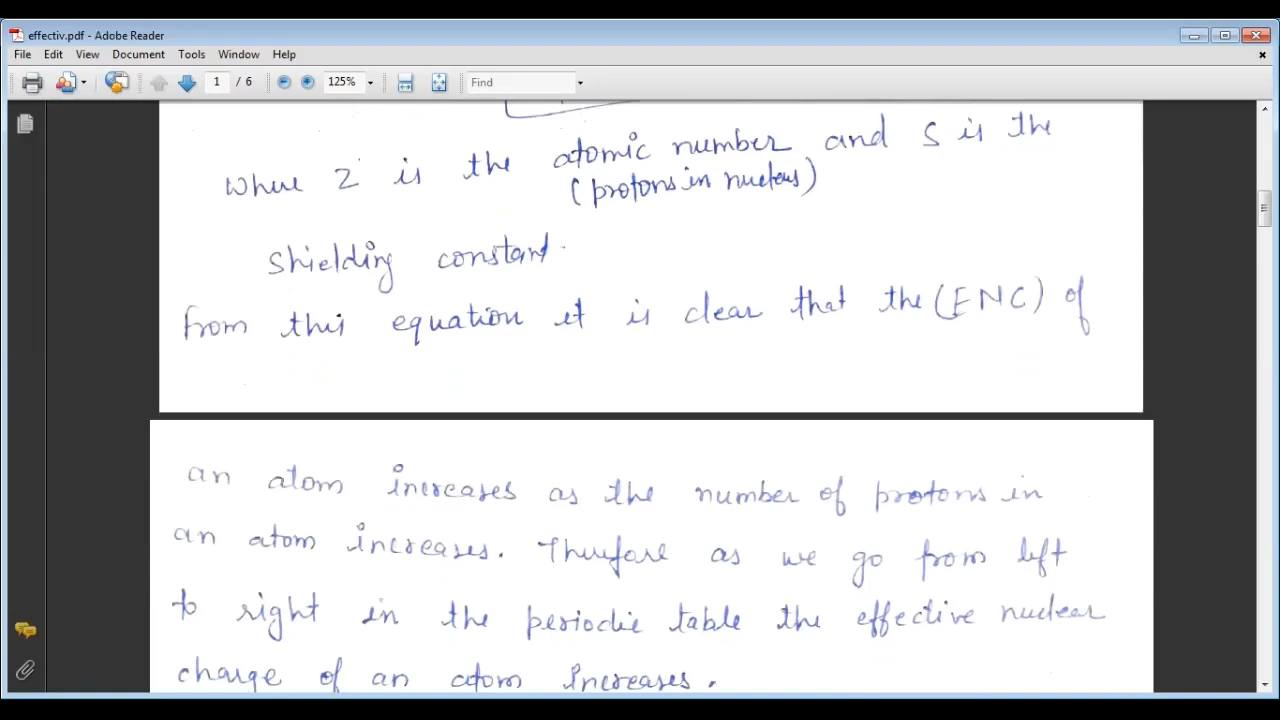 effectiv.pdf - Adobe Reader
File Edit View Document Tools Window Help
1 / 6 125% Find
where Z is the atomic number and S is the
(protons in nucleus)
shielding constant
From this equation it is clear that the (ENC) of
an atom increases as the number of protons in
an atom increases. Therefore as we go from left
to right in the periodic table the effective nuclear
charge of an atom increases.